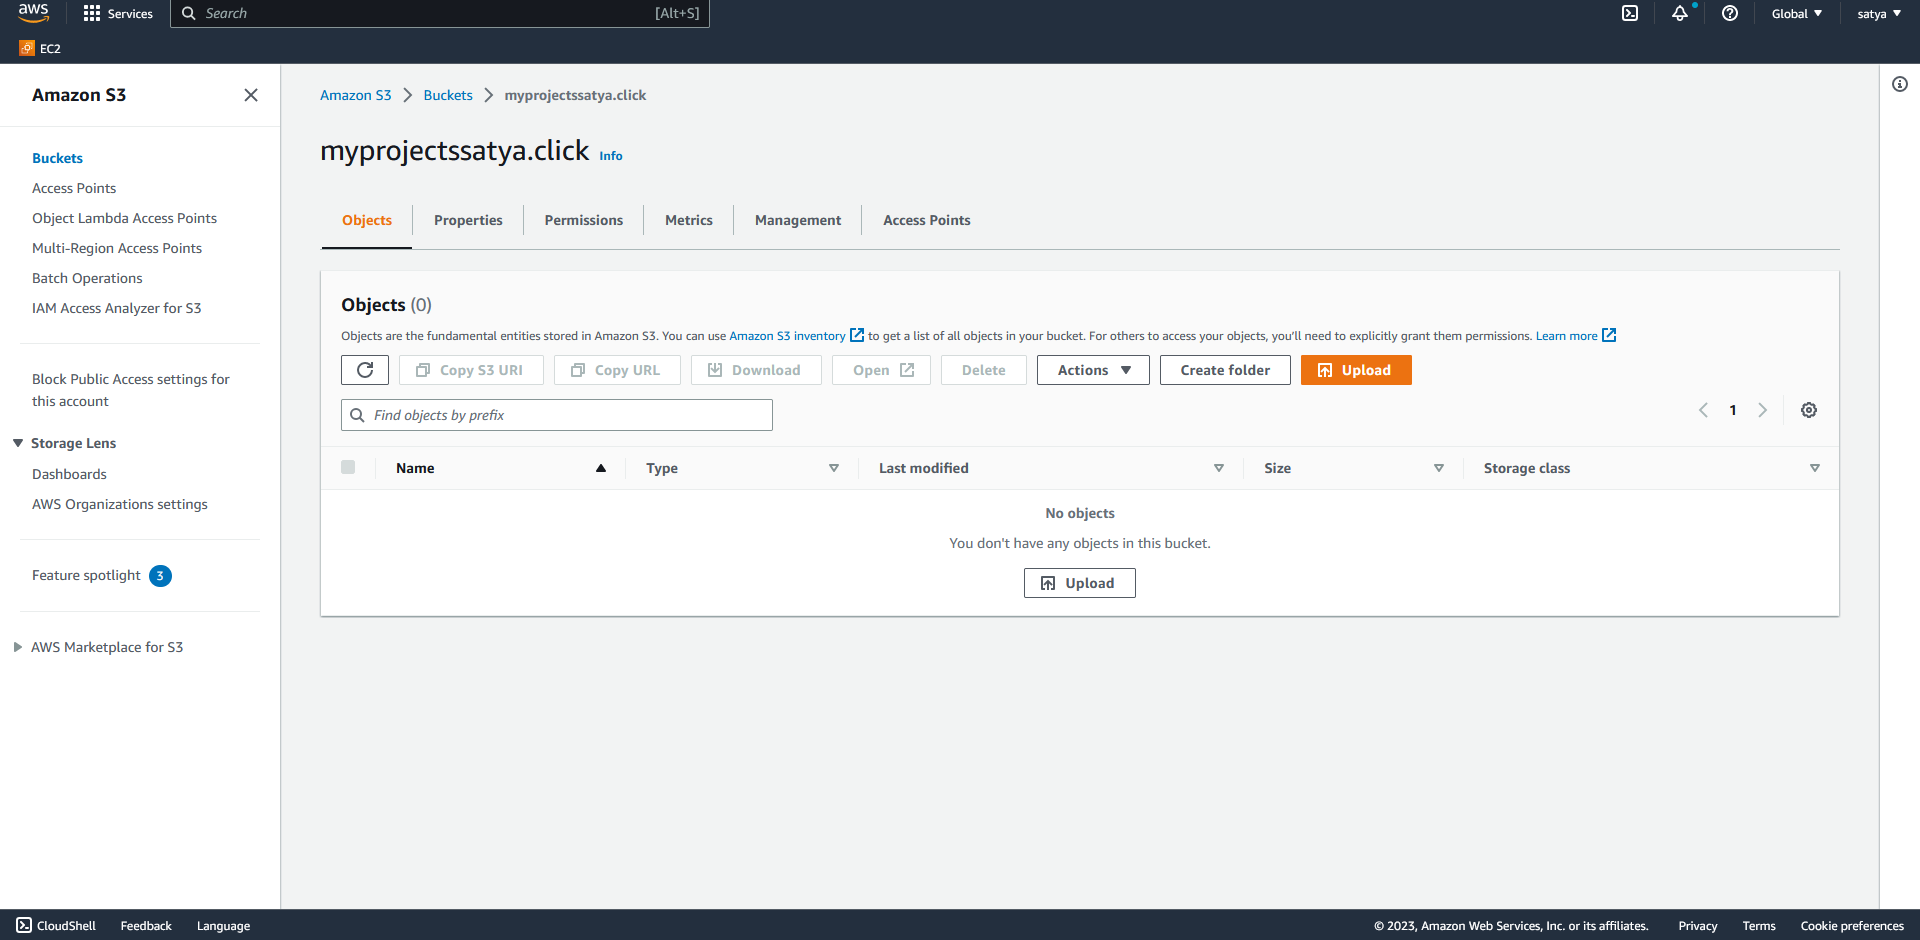 aws
Services
Search
[Alt+S]
Global
satya
EC2
Amazon S3
Buckets
Access Points
Object Lambda Access Points
Multi-Region Access Points
Batch Operations
IAM Access Analyzer for S3
Block Public Access settings for
this account
Storage Lens
Dashboards
AWS Organizations settings
Feature spotlight 3
AWS Marketplace for S3
Amazon S3 Buckets myprojectssatya.click
myprojectssatya.click Info
Objects Properties Permissions Metrics Management Access Points
Objects (0)
Objects are the fundamental entities stored in Amazon S3. You can use Amazon S3 inventory to get a list of all objects in your bucket. For others to access your objects, you'll need to explicitly grant them permissions. Learn more
Copy S3 URI Copy URL Download Open Delete Actions Create folder Upload
Find objects by prefix
1
Name Type Last modified Size Storage class
No objects
You don't have any objects in this bucket.
Upload
CloudShell Feedback Language © 2023, Amazon Web Services, Inc. or its affiliates. Privacy Terms Cookie preferences